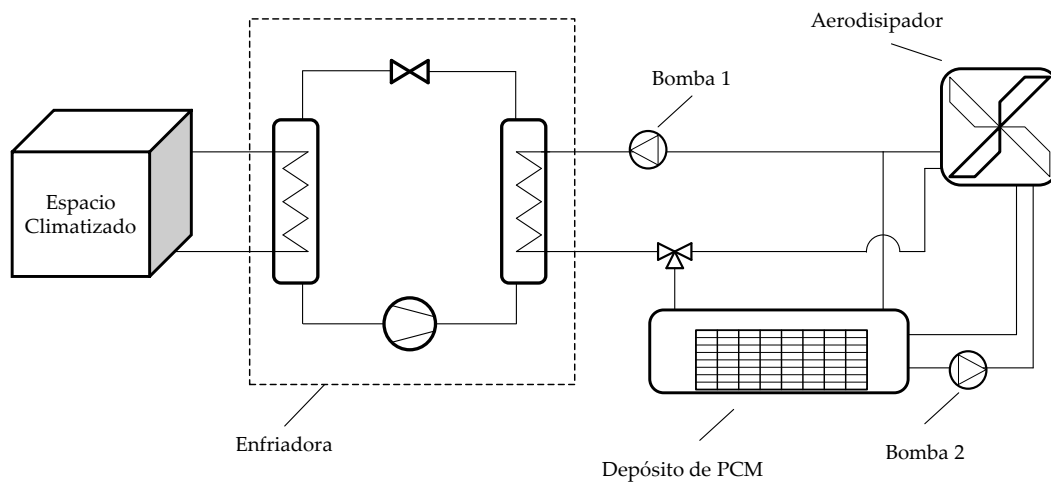 Aerodisipador
Bomba 1
Espacio
Climatizado
Enfriadora
Bomba 2
Depósito de PCM